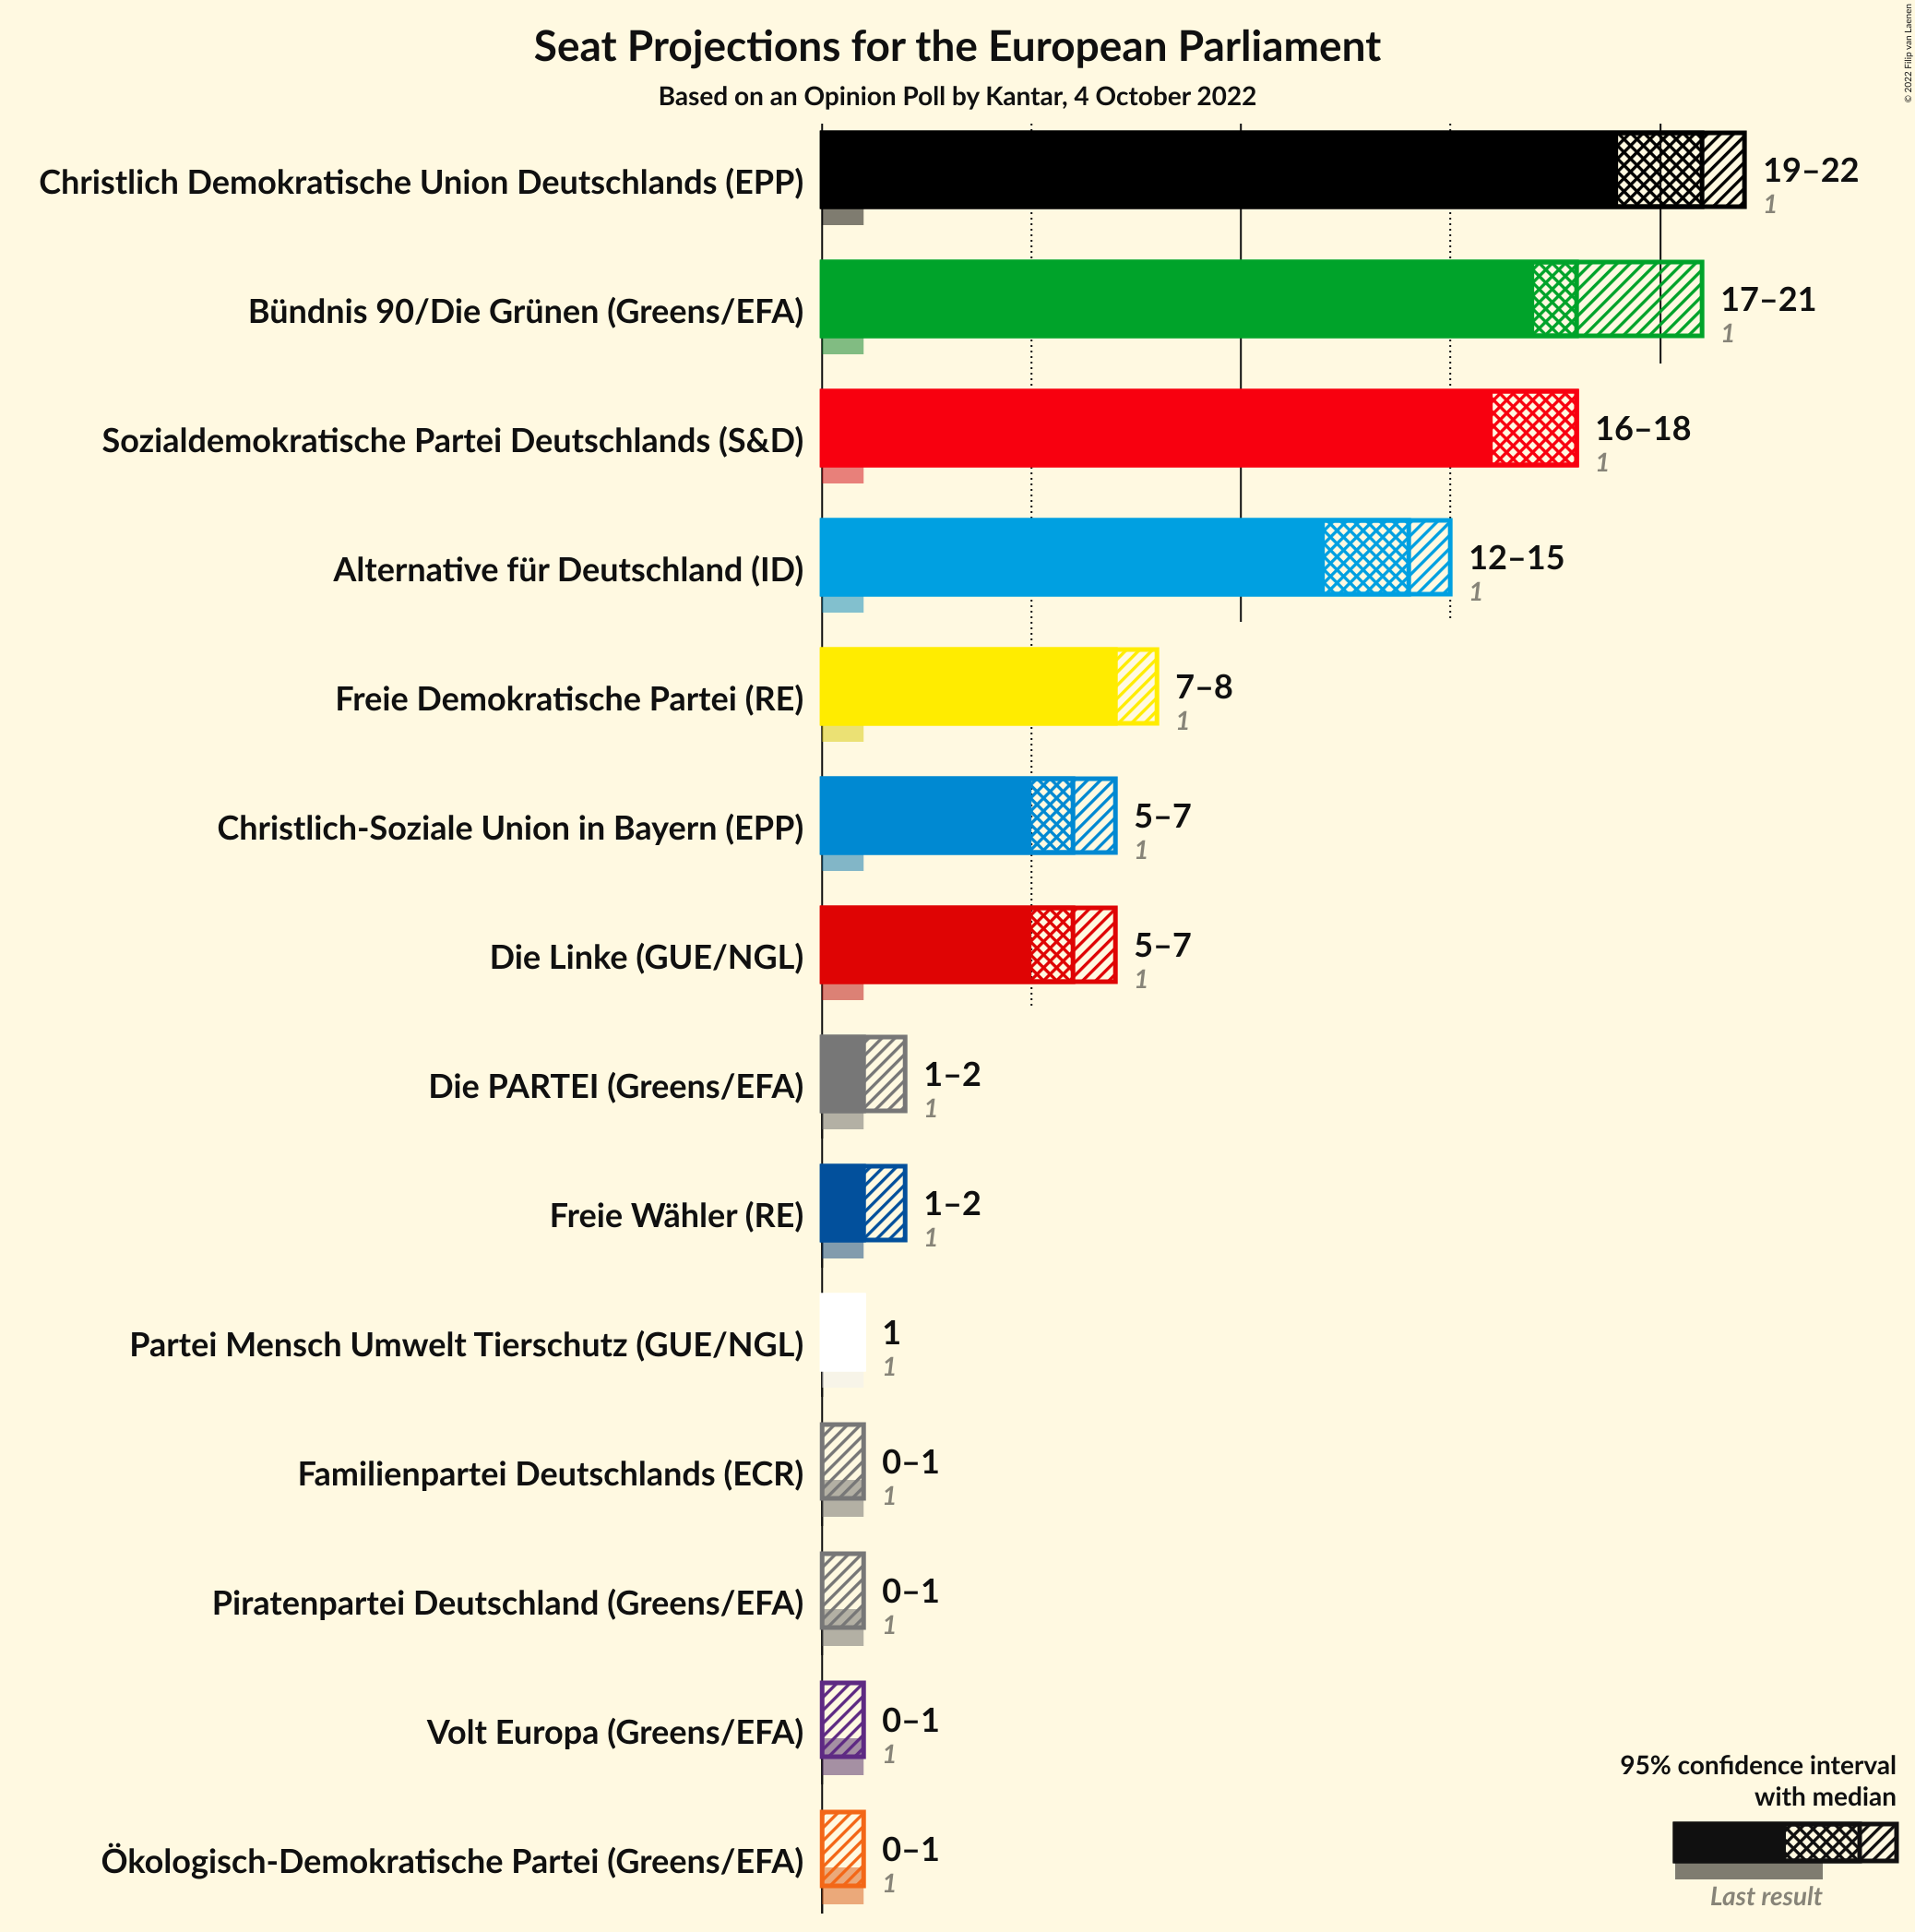 Seat Projections for the European Parliament
Based on an Opinion Poll by Kantar, 4 October 2022
© 2022 Filip van Laenen
Christlich Demokratische Union Deutschlands (EPP)
19–22
1
Bündnis 90/Die Grünen (Greens/EFA)
17–21
1
Sozialdemokratische Partei Deutschlands (S&D)
16–18
1
Alternative für Deutschland (ID)
12–15
1
Freie Demokratische Partei (RE)
7–8
1
Christlich-Soziale Union in Bayern (EPP)
5–7
1
Die Linke (GUE/NGL)
5–7
1
Die PARTEI (Greens/EFA)
1–2
1
Freie Wähler (RE)
1–2
1
Partei Mensch Umwelt Tierschutz (GUE/NGL)
1
1
Familienpartei Deutschlands (ECR)
0–1
1
Piratenpartei Deutschland (Greens/EFA)
0–1
1
Volt Europa (Greens/EFA)
0–1
1
Ökologisch-Demokratische Partei (Greens/EFA)
0–1
1
95% confidence interval
with median
Last result